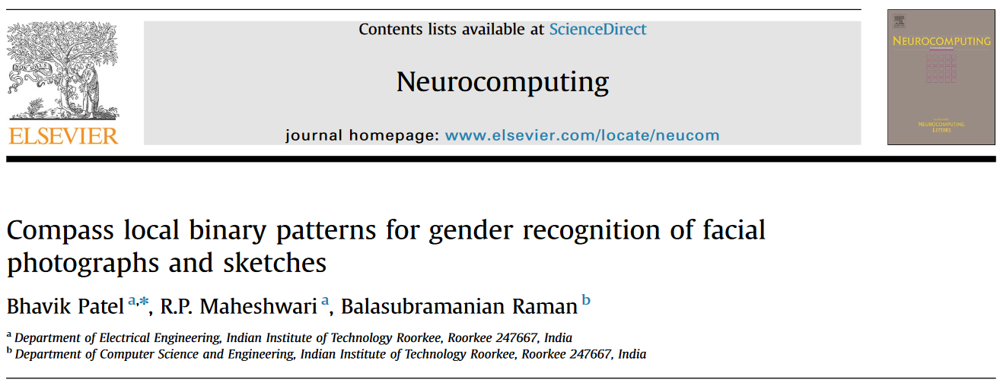 Contents lists available at ScienceDirect
Neurocomputing
journal homepage: www.elsevier.com/locate/neucom
ELSEVIER
NEUROCOMPUTING
NEUROCOMPUTING
LETTERS
Compass local binary patterns for gender recognition of facial
photographs and sketches
Bhavik Patel a,*, R.P. Maheshwari a, Balasubramanian Raman b
a Department of Electrical Engineering, Indian Institute of Technology Roorkee, Roorkee 247667, India
b Department of Computer Science and Engineering, Indian Institute of Technology Roorkee, Roorkee 247667, India